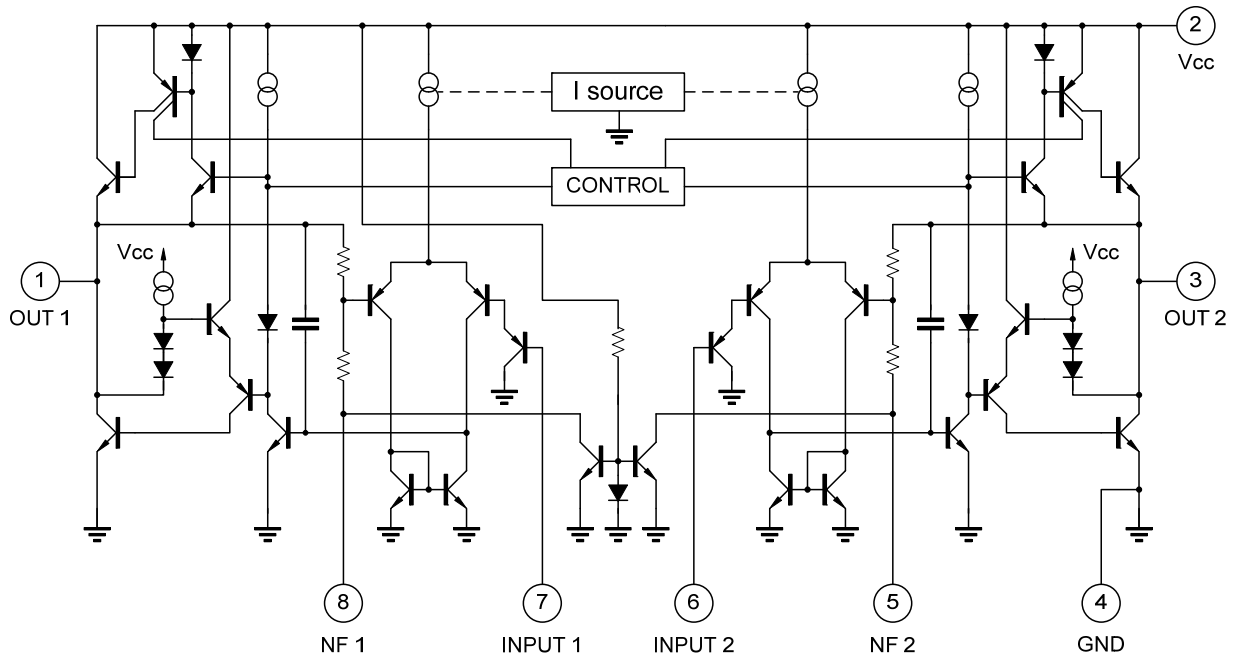 2
Vcc
I source
CONTROL
Vcc
Vcc
1
OUT 1
3
OUT 2
8
NF 1
7
INPUT 1
6
INPUT 2
5
NF 2
4
GND